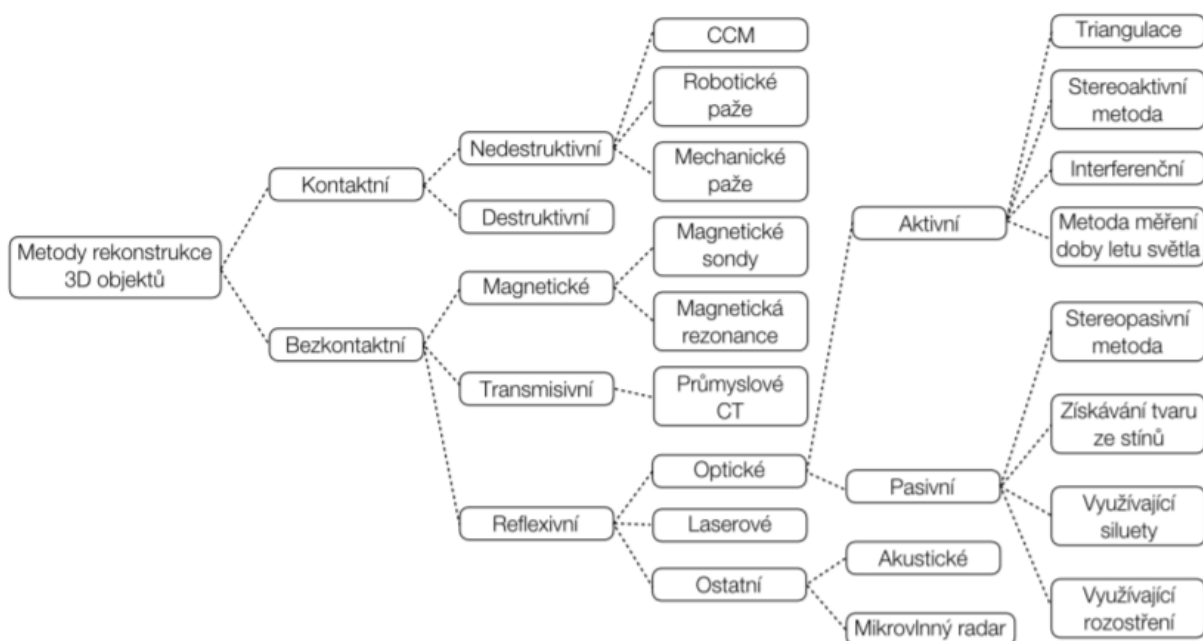 Metody rekonstrukce
3D objektů
Kontaktní
Bezkontaktní
Nedestruktivní
Destruktivní
Magnetické
Transmisivní
Reflexivní
CCM
Robotické
paže
Mechanické
paže
Magnetické
sondy
Magnetická
rezonance
Průmyslové
CT
Optické
Laserové
Ostatní
Aktivní
Pasivní
Akustické
Mikrovlnný radar
Triangulace
Stereoaktivní
metoda
Interferenční
Metoda měření
doby letu světla
Stereopasivní
metoda
Získávání tvaru
ze stínů
Využívající
siluety
Využívající
rozostření